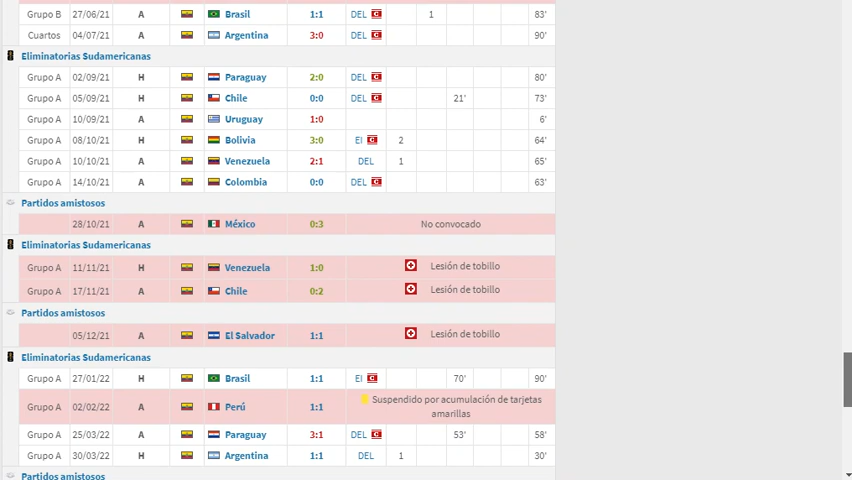 Grupo B 27/06/21 A Brasil 1:1 DEL C 1 83'
Cuartos 04/07/21 A Argentina 3:0 DEL C 90'
Eliminatorias Sudamericanas
Grupo A 02/09/21 H Paraguay 2:0 DEL C 80'
Grupo A 05/09/21 H Chile 0:0 DEL C 21' 73'
Grupo A 10/09/21 A Uruguay 1:0 6'
Grupo A 08/10/21 H Bolivia 3:0 EI C 2 64'
Grupo A 10/10/21 A Venezuela 2:1 DEL 1 65'
Grupo A 14/10/21 A Colombia 0:0 DEL C 63'
Partidos amistosos
28/10/21 A México 0:3 No convocado
Eliminatorias Sudamericanas
Grupo A 11/11/21 H Venezuela 1:0 Lesión de tobillo
Grupo A 17/11/21 A Chile 0:2 Lesión de tobillo
Partidos amistosos
05/12/21 A El Salvador 1:1 Lesión de tobillo
Eliminatorias Sudamericanas
Grupo A 27/01/22 H Brasil 1:1 EI C 70' 90'
Grupo A 02/02/22 A Perú 1:1 Suspendido por acumulación de tarjetas
amarillas
Grupo A 25/03/22 A Paraguay 3:1 DEL C 53' 58'
Grupo A 30/03/22 H Argentina 1:1 DEL 1 30'
Partidos amistosos